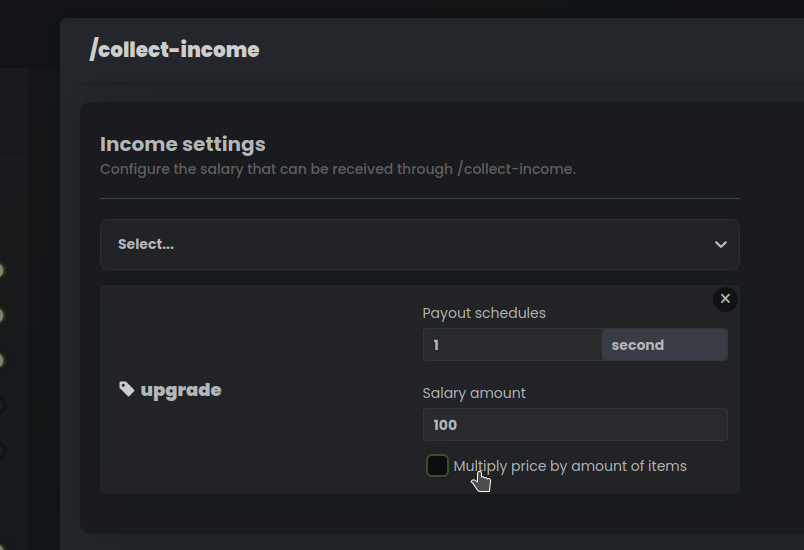 /collect-income
Income settings
Configure the salary that can be received through /collect-income.
Select...
Payout schedules
1 second
upgrade
Salary amount
100
Multiply price by amount of items